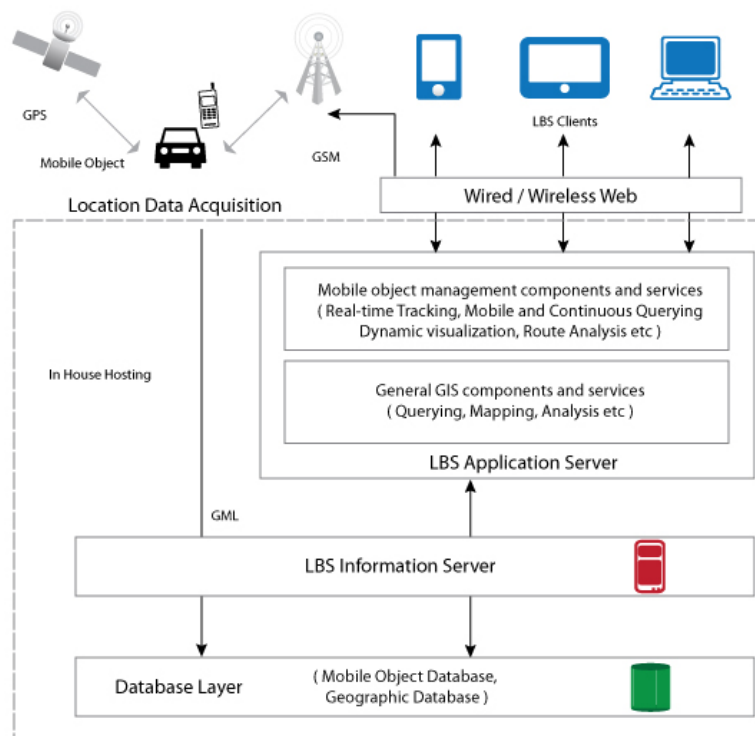 GPS
LBS Clients
Mobile Object
GSM
Location Data Acquisition
Wired / Wireless Web
Mobile object management components and services
( Real-time Tracking, Mobile and Continuous Querying
Dynamic visualization, Route Analysis etc )
In House Hosting
General GIS components and services
( Querying, Mapping, Analysis etc )
LBS Application Server
GML
LBS Information Server
Database Layer
( Mobile Object Database,
Geographic Database )